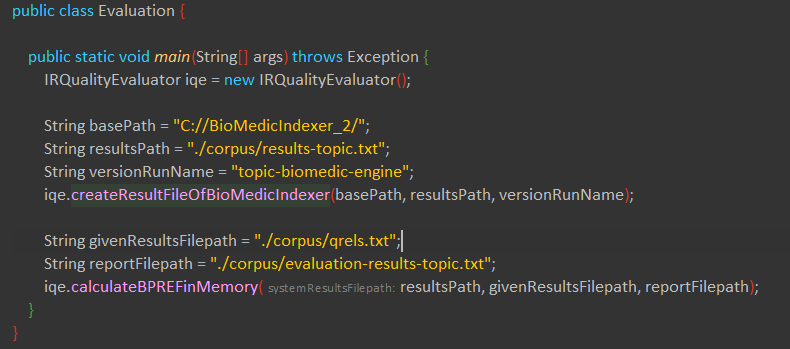 public class Evaluation {
public static void main(String[] args) throws Exception {
IRQualityEvaluator iqe = new IRQualityEvaluator();
String basePath = "C://BioMedicIndexer_2/";
String resultsPath = "./corpus/results-topic.txt";
String versionRunName = "topic-biomedic-engine";
iqe.createResultFileOfBioMedicIndexer(basePath, resultsPath, versionRunName);
String givenResultsFilepath = "./corpus/qrels.txt";
String reportFilepath = "./corpus/evaluation-results-topic.txt";
iqe.calculateBPREFinMemory( systemResultsFilepath: resultsPath, givenResultsFilepath, reportFilepath);
}
}